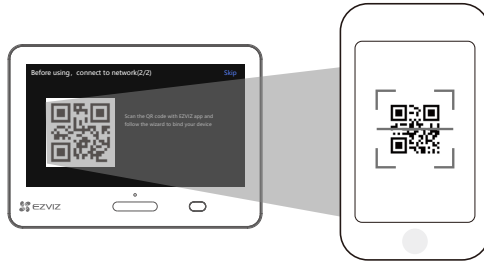 Before using, connect to network(2/2)
Skip
Scan the QR code with EZVIZ app and
follow the wizard to bind your device
EZVIZ